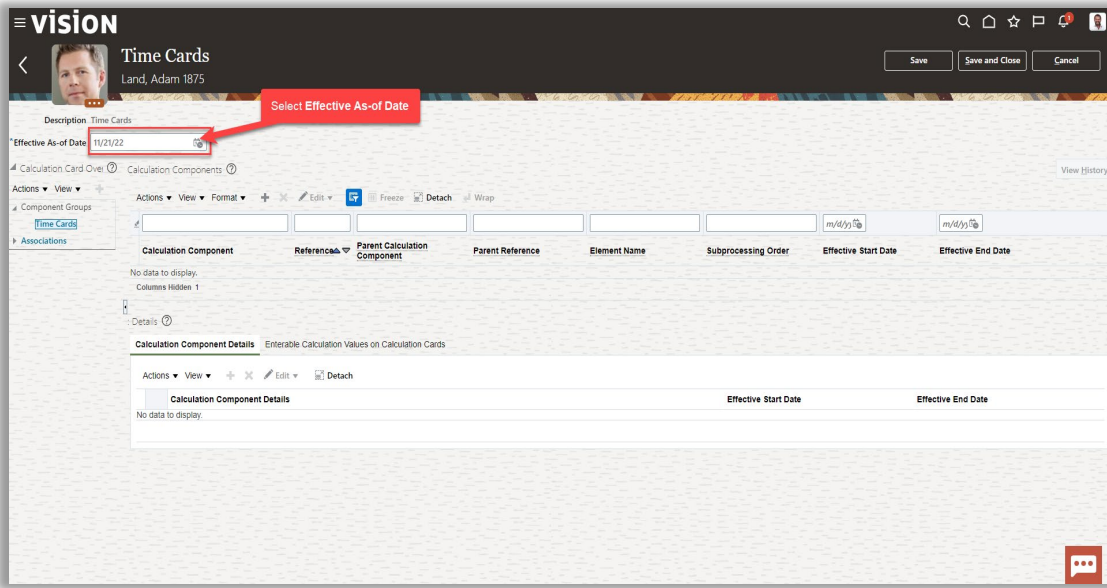 vision
1
Time Cards
Land, Adam 1875
Save
Save and Close
Cancel
Select Effective As-of Date
Description Time Cards
*Effective As-of Date 11/21/22
Calculation Card Over
Calculation Components
View History
Actions View
Actions View Format Edit Freeze Detach Wrap
Component Groups
Time Cards
m/d/yy m/d/yy
Associations
Calculation Component Reference Parent Calculation Component Parent Reference Element Name Subprocessing Order Effective Start Date Effective End Date
No data to display.
Columns Hidden 1
: Details
Calculation Component Details Enterable Calculation Values on Calculation Cards
Actions View Edit Detach
Calculation Component Details Effective Start Date Effective End Date
No data to display.